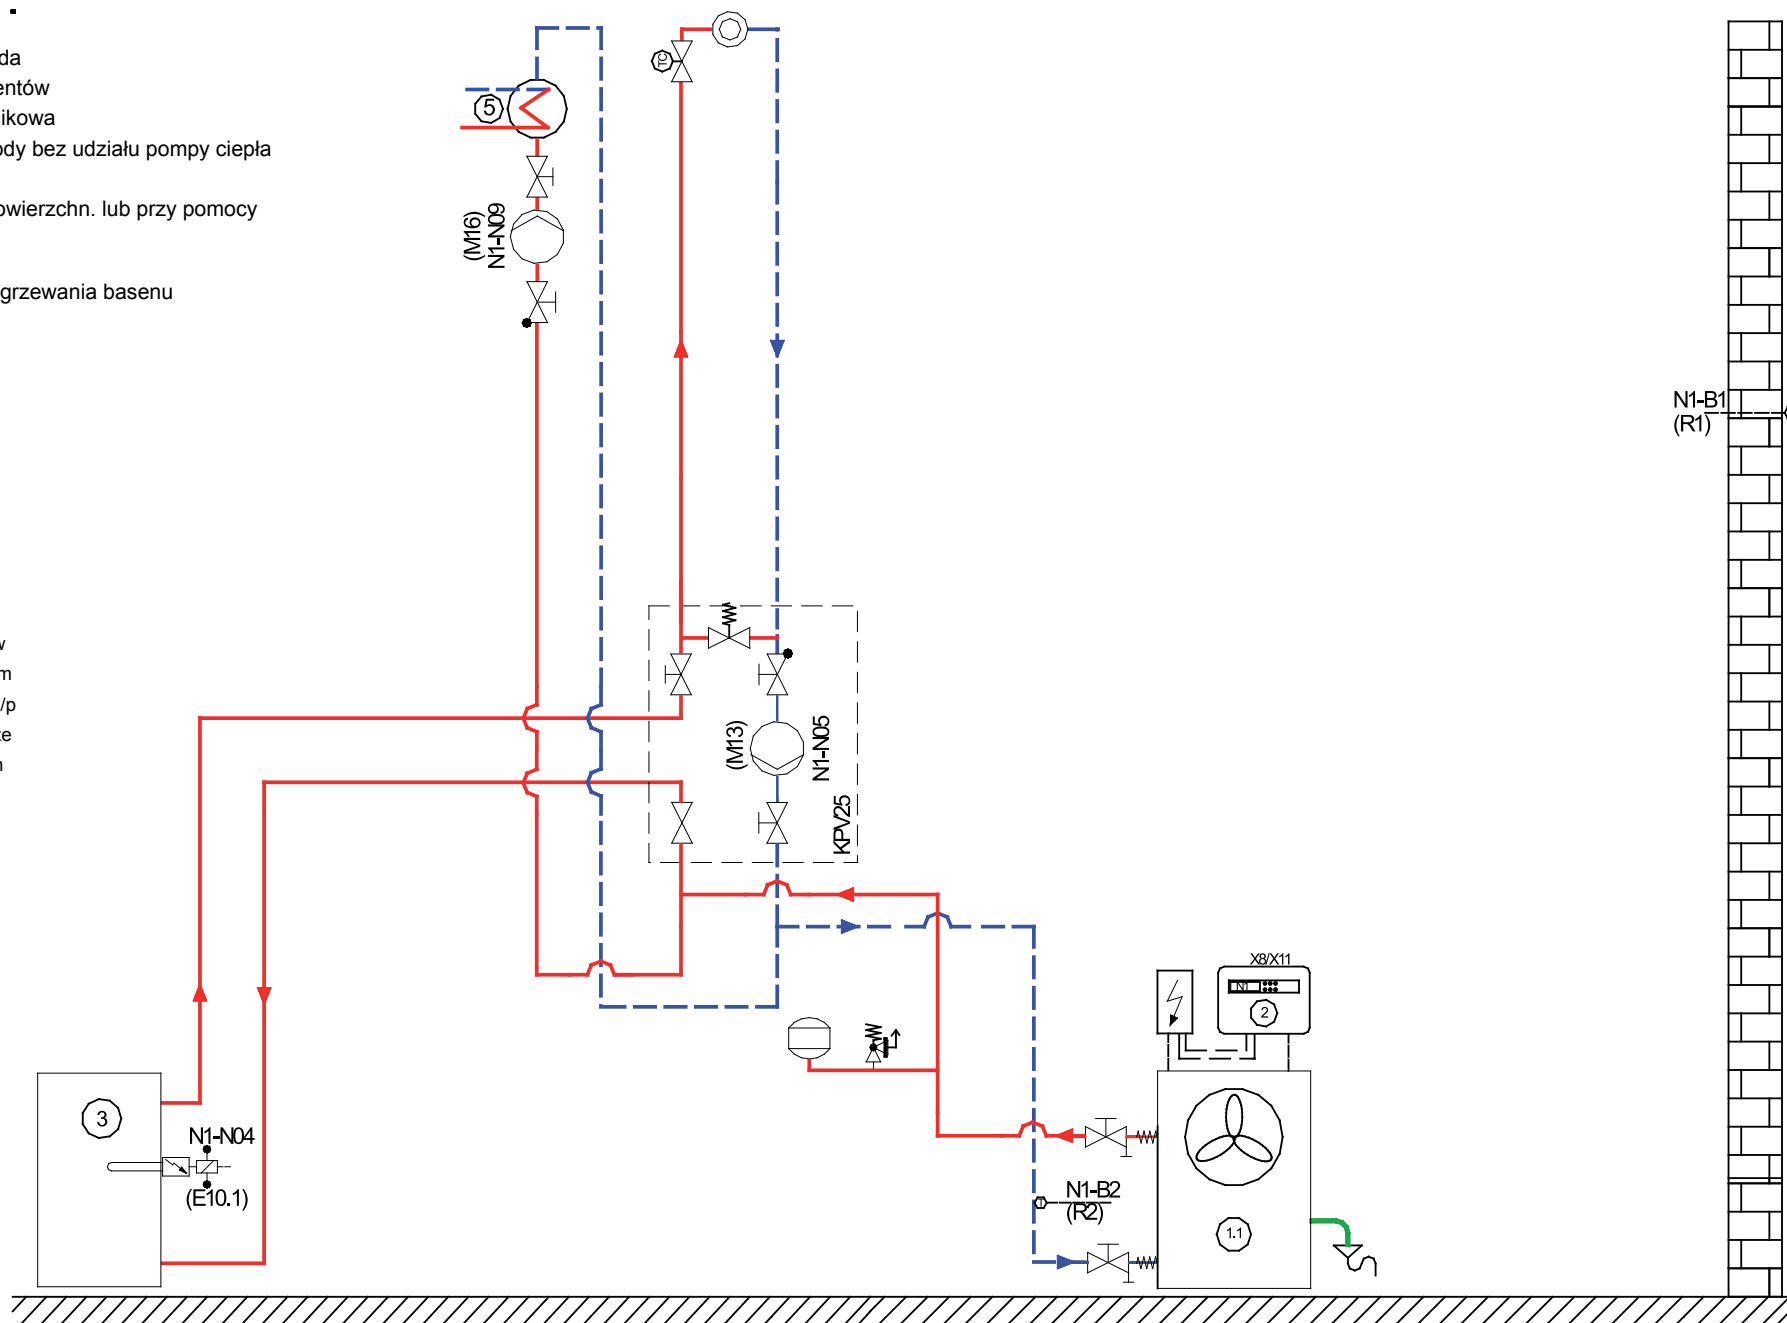 da
entów
ikowa
ody bez udziału pompy ciepła
owierzchn. lub przy pomocy
grzewania basenu
m
/p
TC
5
(M16)
N1-N09
N1-B1
(R1)
(M13)
N1-N05
KPV25
X8/X11
N1
2
3
N1-N04
(E10.1)
N1-B2
(R2)
1.1